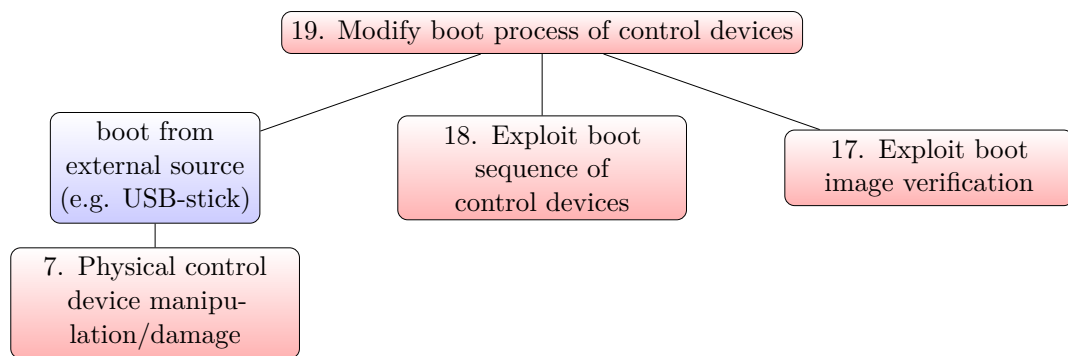 19. Modify boot process of control devices
boot from
external source
(e.g. USB-stick)
18. Exploit boot
sequence of
control devices
17. Exploit boot
image verification
7. Physical control
device manipu-
lation/damage